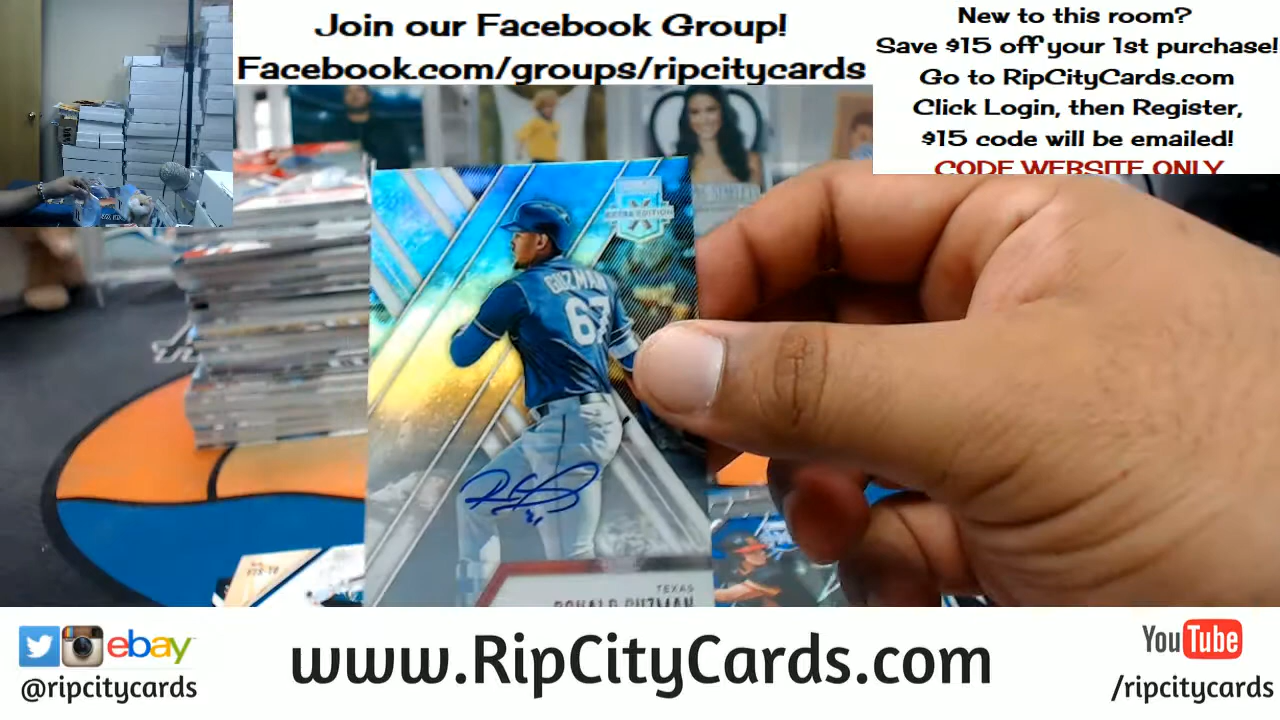 Join our Facebook Group!
Facebook.com/groups/ripcitycards
New to this room?
Save $15 off your 1st purchase!
Go to RipCityCards.com
Click Login, then Register,
$15 code will be emailed!
CODE WEBSITE ONLY
EXTRA EDITION
GUZMAN
67
TEXAS
RONALD GUZMAN
ebay
@ripcitycards
www.RipCityCards.com
YouTube
/ripcitycards